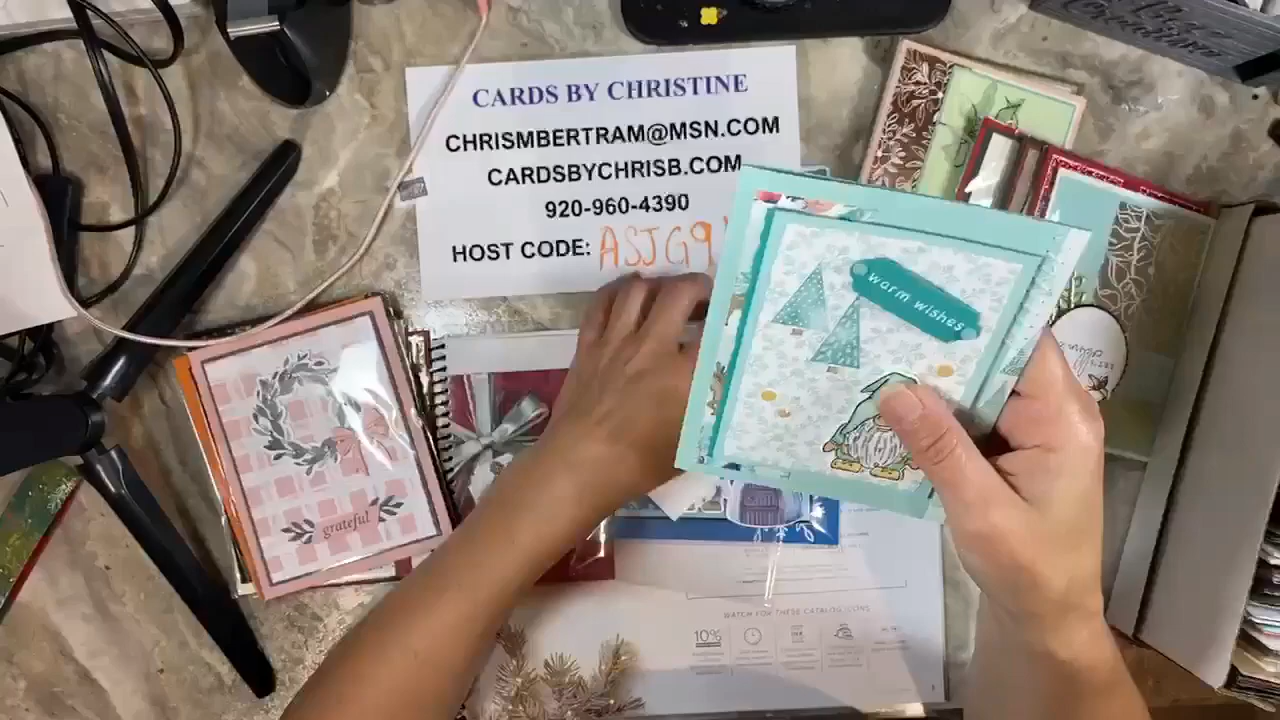 CARDS BY CHRISTINE
CHRISMBERTRAM@MSN.COM
CARDSBYCHRISB.COM
920-960-4390
HOST CODE: ASJG9
warm wishes
grateful
WATCH FOR THESE CATALOG ICONS
10%